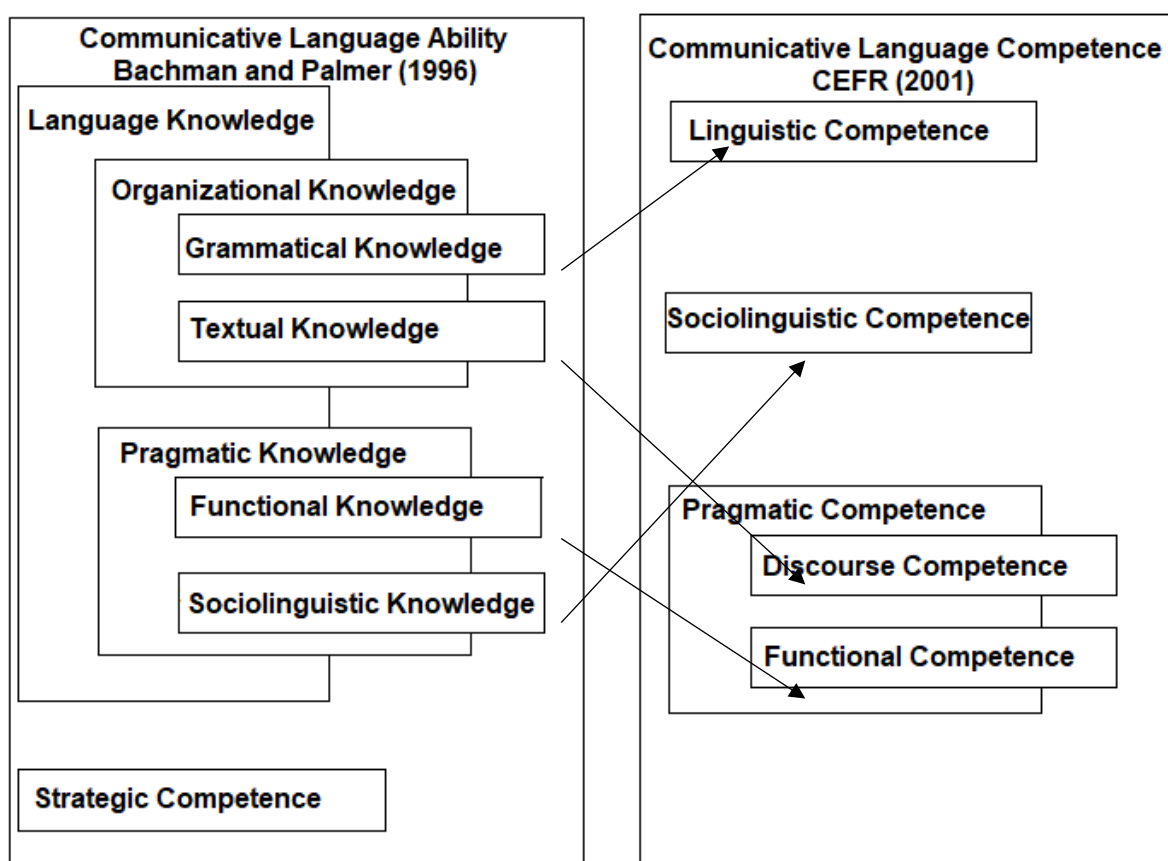 Communicative Language Ability
Bachman and Palmer (1996)
Language Knowledge
Organizational Knowledge
Grammatical Knowledge
Textual Knowledge
Pragmatic Knowledge
Functional Knowledge
Sociolinguistic Knowledge
Strategic Competence
Communicative Language Competence
CEFR (2001)
Linguistic Competence
Sociolinguistic Competence
Pragmatic Competence
Discourse Competence
Functional Competence